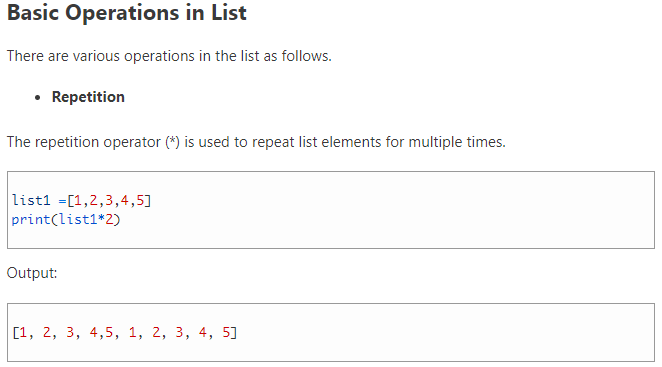 Basic Operations in List
There are various operations in the list as follows.
• Repetition
The repetition operator (*) is used to repeat list elements for multiple times.
list1 =[1,2,3,4,5]
print(list1*2)
Output:
[1, 2, 3, 4,5, 1, 2, 3, 4, 5]